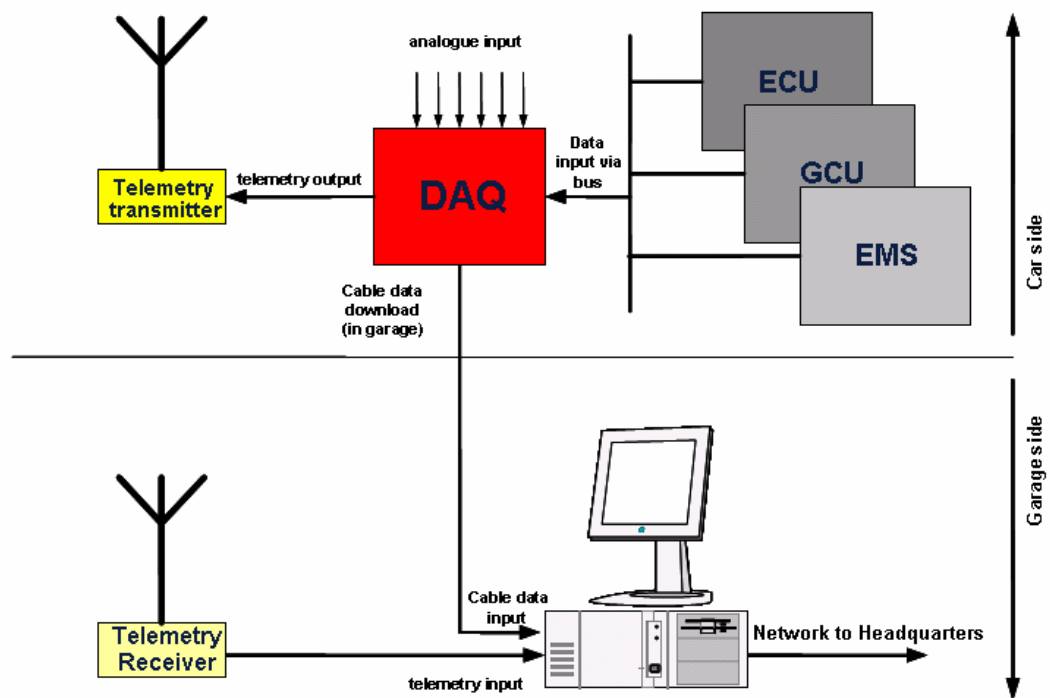 analogue input
ECU
GCU
EMS
Data
input via
bus
DAQ
telemetry output
Telemetry
transmitter
Cable data
download
(in garage)
Car side
Garage side
Cable data
input
Telemetry
Receiver
telemetry input
Network to Headquarters